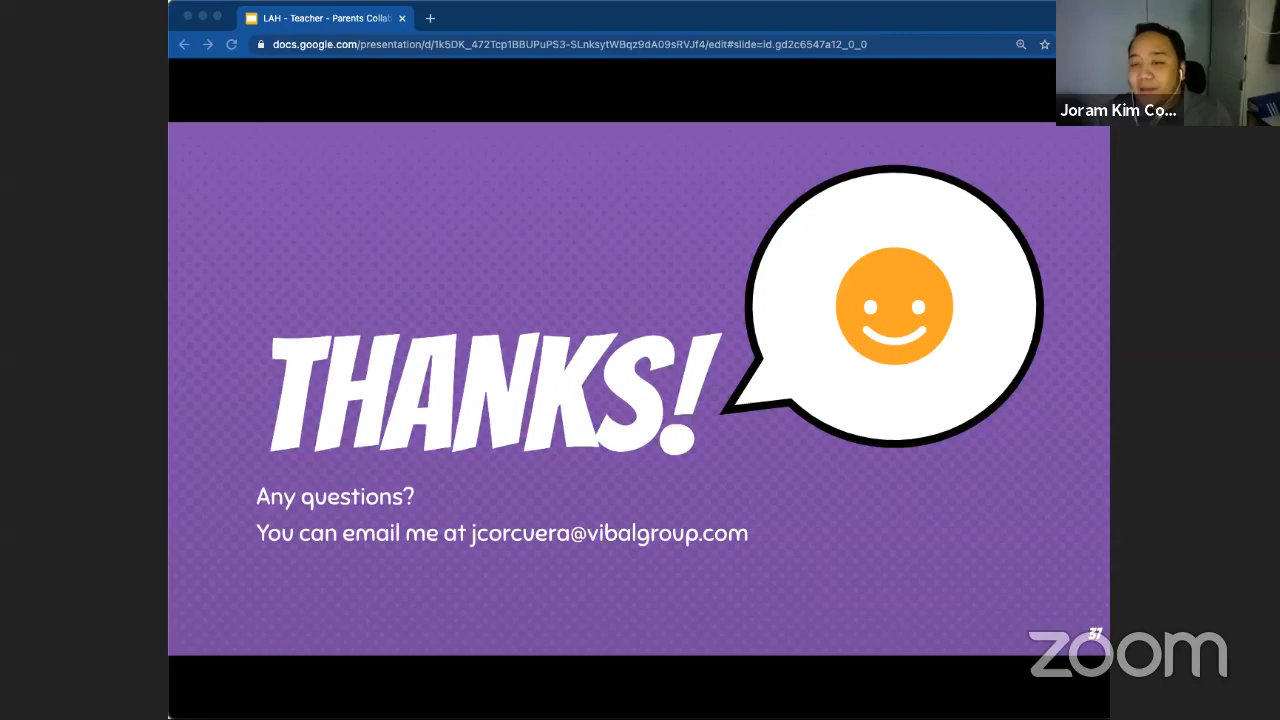 LAH - Teacher - Parents Collab
docs.google.com/presentation/d/1k5DK_472Tcp1BBUPuPS3-SLnksytWBqz9dA09sRVJf4/edit#slide=id.gd2c6547a12_0_0
Joram Kim Co...
THANKS!
Any questions?
You can email me at jcorcuera@vibalgroup.com
37
zoom